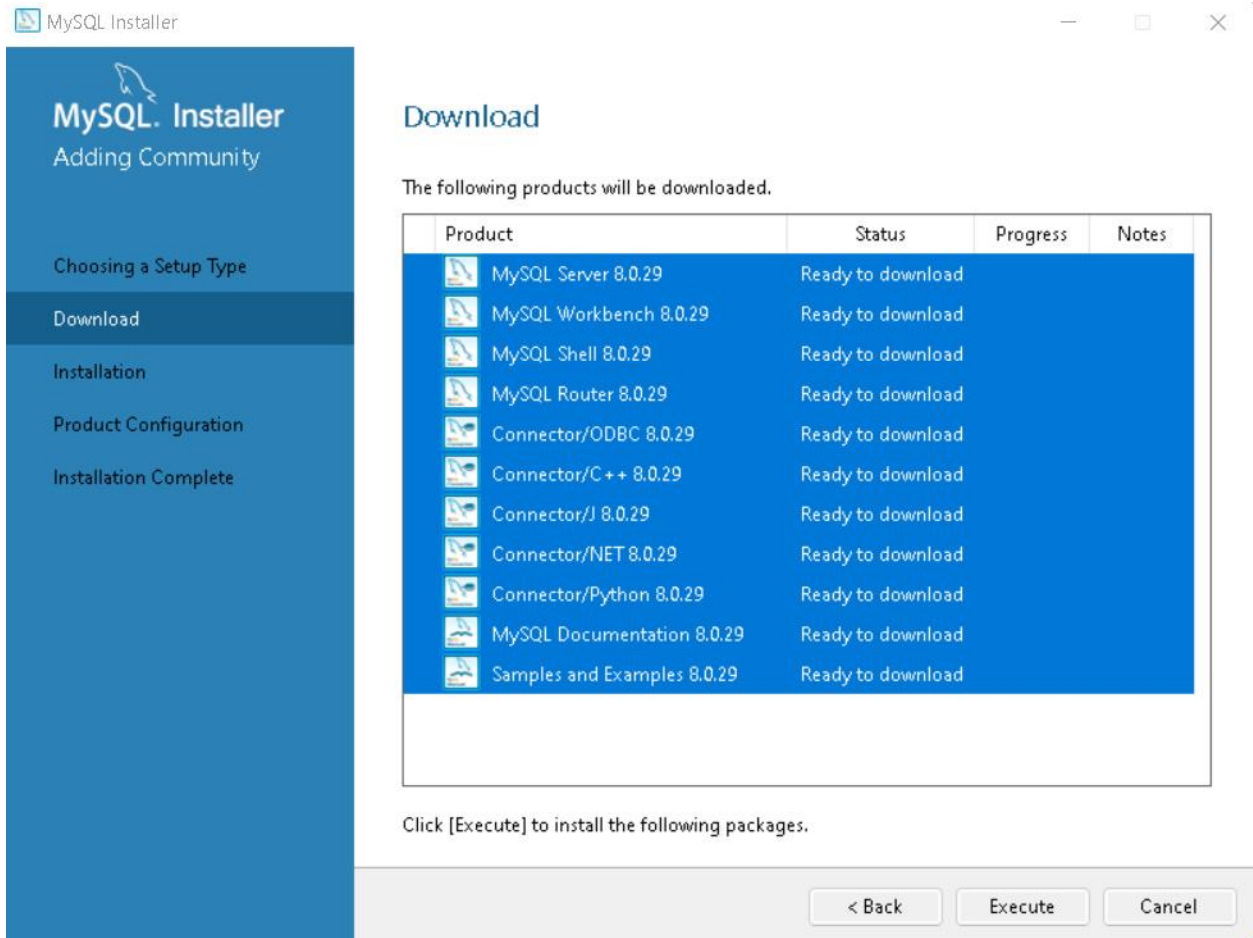 MySQL Installer
MySQL. Installer
Adding Community
Choosing a Setup Type
Download
Installation
Product Configuration
Installation Complete
Download
The following products will be downloaded.
Product Status Progress Notes
MySQL Server 8.0.29 Ready to download
MySQL Workbench 8.0.29 Ready to download
MySQL Shell 8.0.29 Ready to download
MySQL Router 8.0.29 Ready to download
Connector/ODBC 8.0.29 Ready to download
Connector/C++ 8.0.29 Ready to download
Connector/J 8.0.29 Ready to download
Connector/NET 8.0.29 Ready to download
Connector/Python 8.0.29 Ready to download
MySQL Documentation 8.0.29 Ready to download
Samples and Examples 8.0.29 Ready to download
Click [Execute] to install the following packages.
< Back Execute Cancel